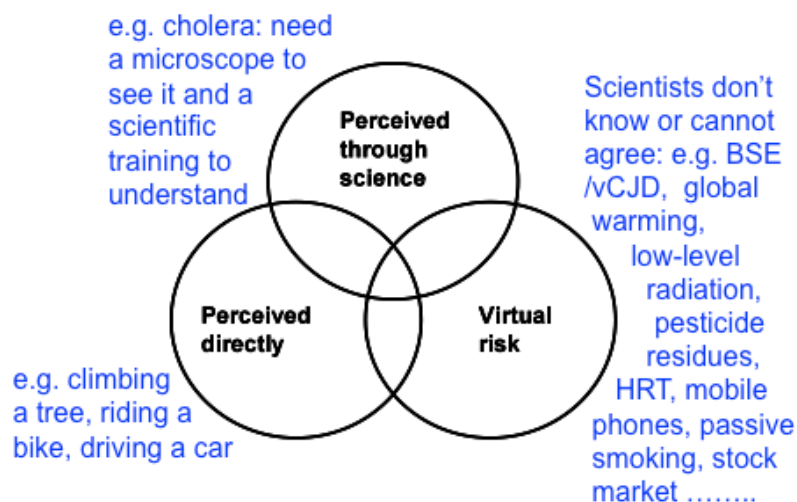 e.g. cholera: need
a microscope to
see it and a
scientific
training to
understand
Perceived
through
science
Scientists don't
know or cannot
agree: e.g. BSE
/vCJD, global
warming,
low-level
radiation,
pesticide
residues,
HRT, mobile
phones, passive
smoking, stock
market ........
Perceived
directly
Virtual
risk
e.g. climbing
a tree, riding a
bike, driving a car